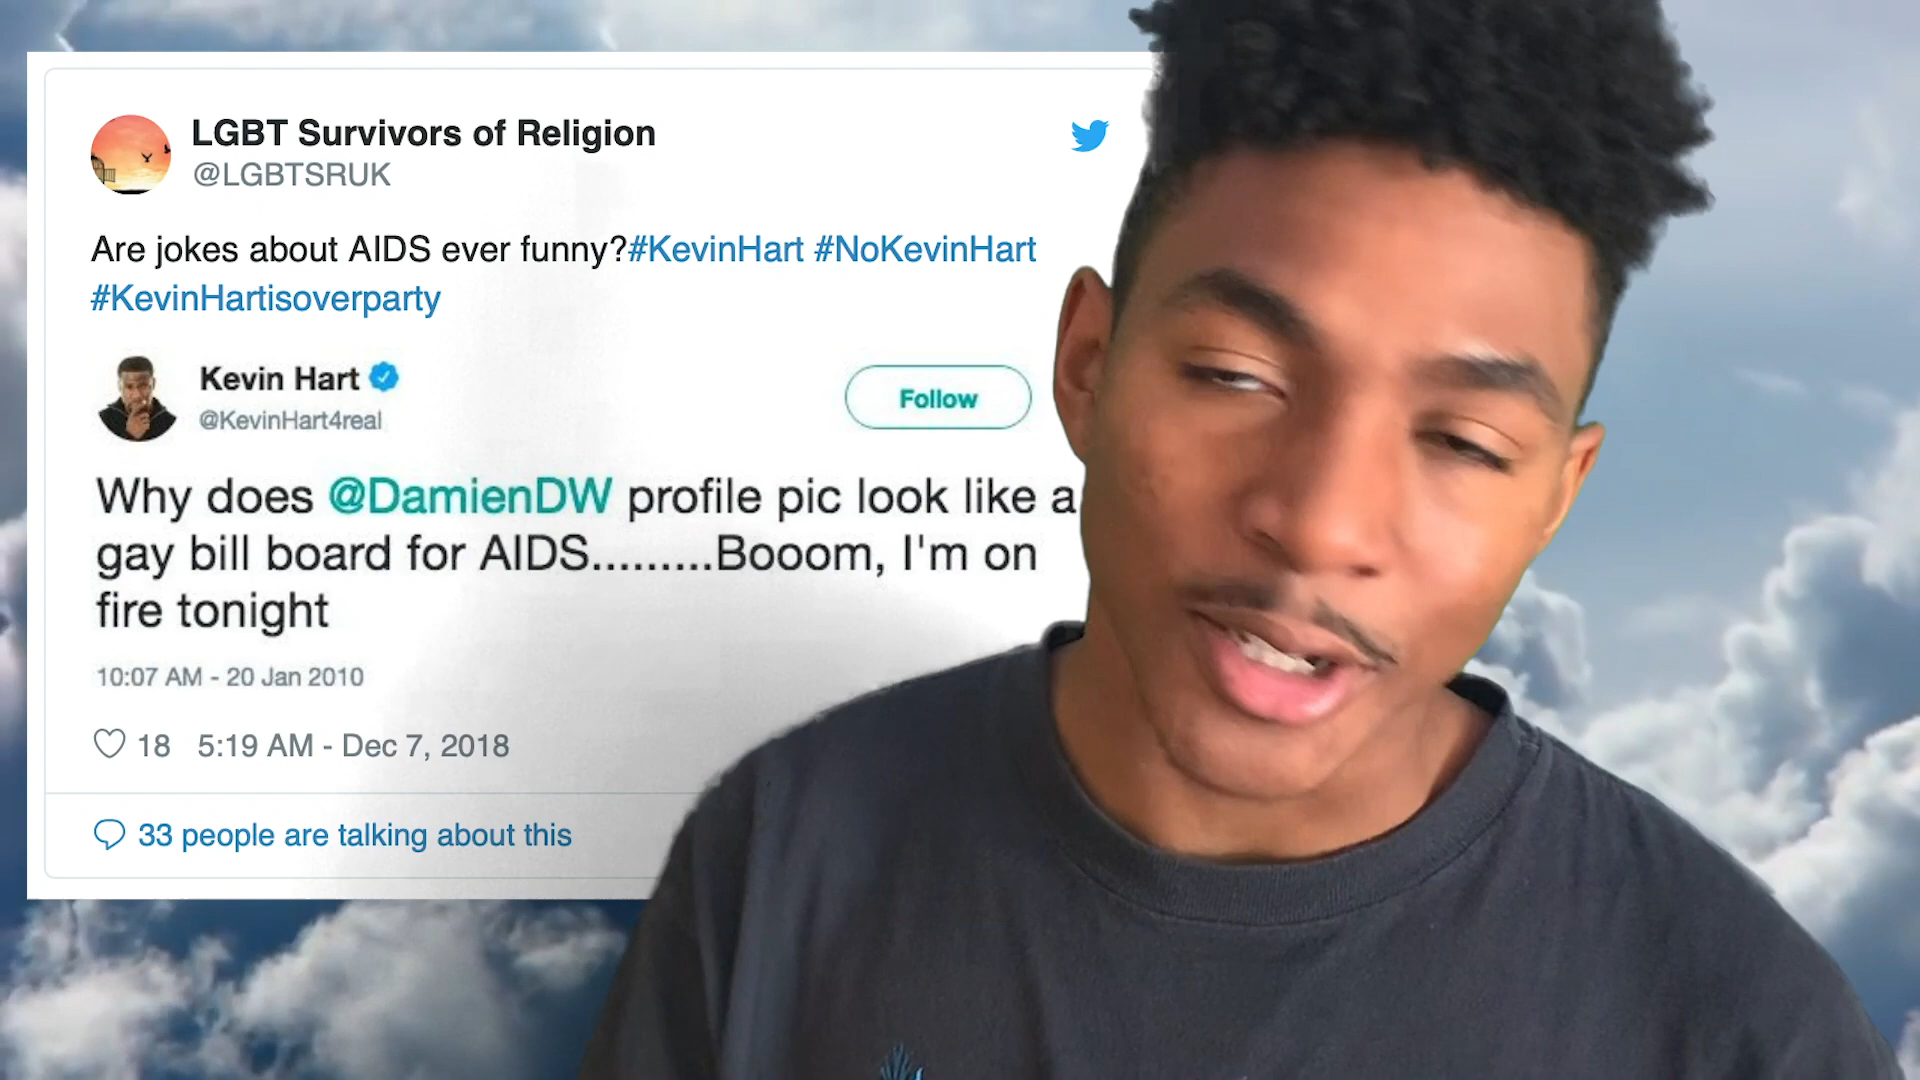 LGBT Survivors of Religion
@LGBTSRUK
Are jokes about AIDS ever funny?#KevinHart #NoKevinHart
#KevinHartisoverparty
Kevin Hart
@KevinHart4real
Follow
Why does @DamienDW profile pic look like a
gay bill board for AIDS.........Booom, I'm on
fire tonight
10:07 AM - 20 Jan 2010
18 5:19 AM - Dec 7, 2018
33 people are talking about this